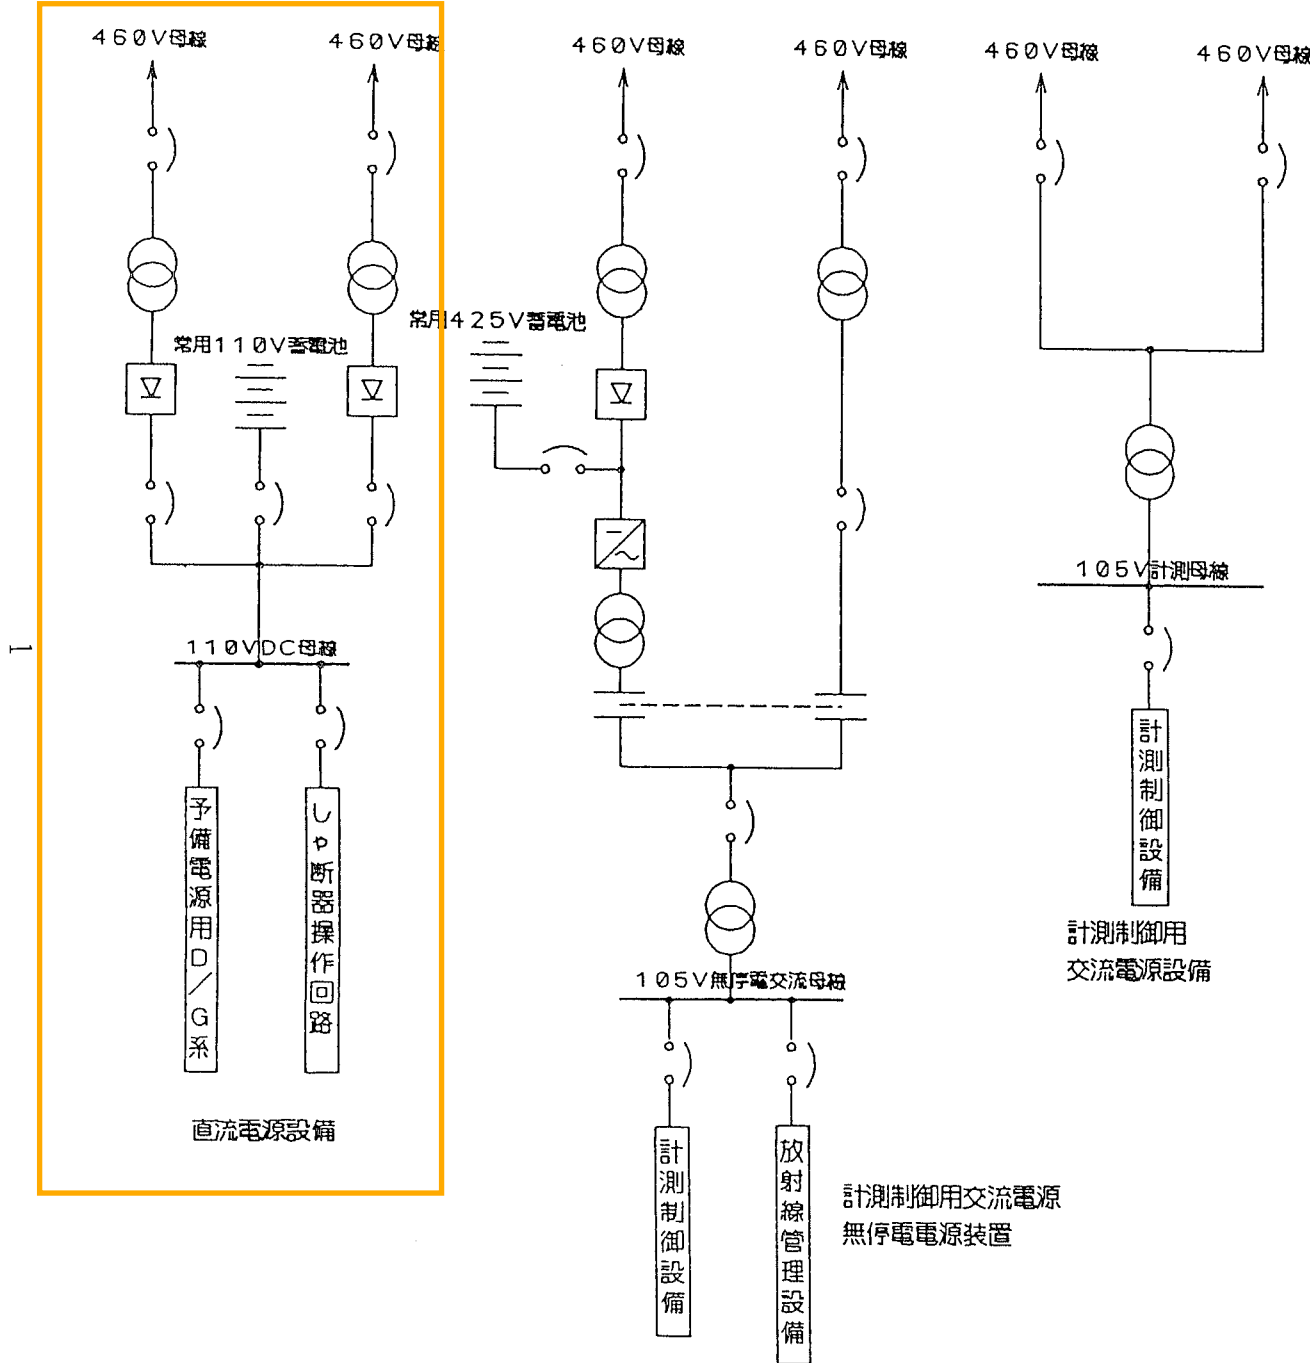 460V母線
460V母線
460V母線
460V母線
460V母線
460V母線
常用110V蓄電池
常用425V蓄電池
110VDC母線
予備電源用D/G系
しゃ断器操作回路
直流電源設備
105V無停電交流母線
計測制御設備
放射線管理設備
計測制御用交流電源
無停電電源装置
105V計測母線
計測制御設備
計測制御用
交流電源設備
1